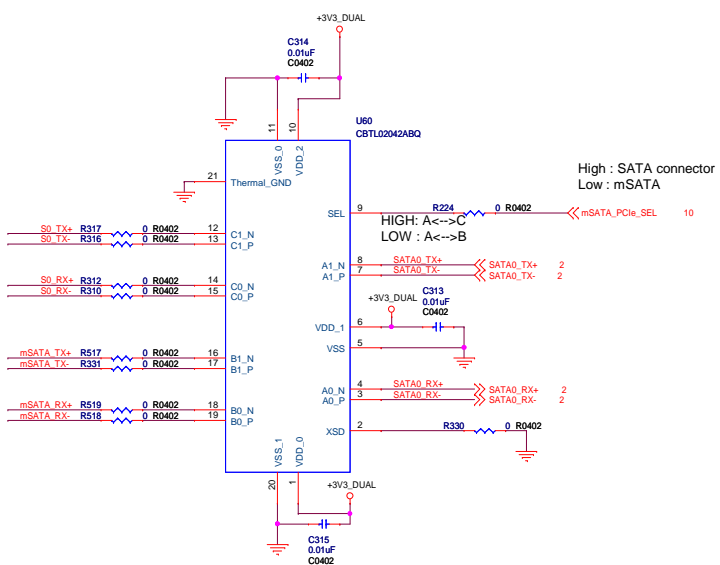 +3V3_DUAL
C314
0.01uF
C0402
11
10
U60
CBTL02042ABQ
VSS_0
VDD_2
21
Thermal_GND
High : SATA connector
Low : mSATA
SEL
9
R224
0 R0402
mSATA_PCIe_SEL
10
HIGH: A<-->C
LOW : A<-->B
S0_TX+ R317 0 R0402 12 C1_N
S0_TX- R316 0 R0402 13 C1_P
A1_N 8 SATA0_TX+ SATA0_TX+ 2
A1_P 7 SATA0_TX- SATA0_TX- 2
S0_RX+ R312 0 R0402 14 C0_N
S0_RX- R310 0 R0402 15 C0_P
+3V3_DUAL
C313
0.01uF
C0402
VDD_1 6
VSS 5
mSATA_TX+ R517 0 R0402 16 B1_N
mSATA_TX- R331 0 R0402 17 B1_P
A0_N 4 SATA0_RX+ SATA0_RX+ 2
A0_P 3 SATA0_RX- SATA0_RX- 2
mSATA_RX+ R519 0 R0402 18 B0_N
mSATA_RX- R518 0 R0402 19 B0_P
XSD 2 R330 0 R0402
VSS_1
VDD_0
20
1
+3V3_DUAL
C315
0.01uF
C0402